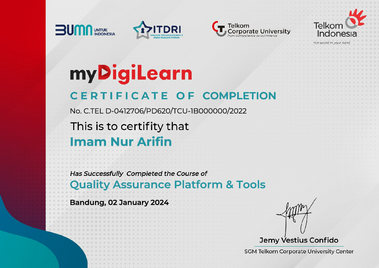 BUMN UNTUK INDONESIA
ITDRI
Telkom Corporate University
Telkom Indonesia
the world in your hand
myDigiLearn
CERTIFICATE OF COMPLETION
No. C.TEL D-0412706/PD620/TCU-1B000000/2022
This is to certifity that
Imam Nur Arifin
Has Successfully Completed the Course of
Quality Assurance Platform & Tools
Bandung, 02 January 2024
Jemy Vestius Confido
SGM Telkom Corporate University Center